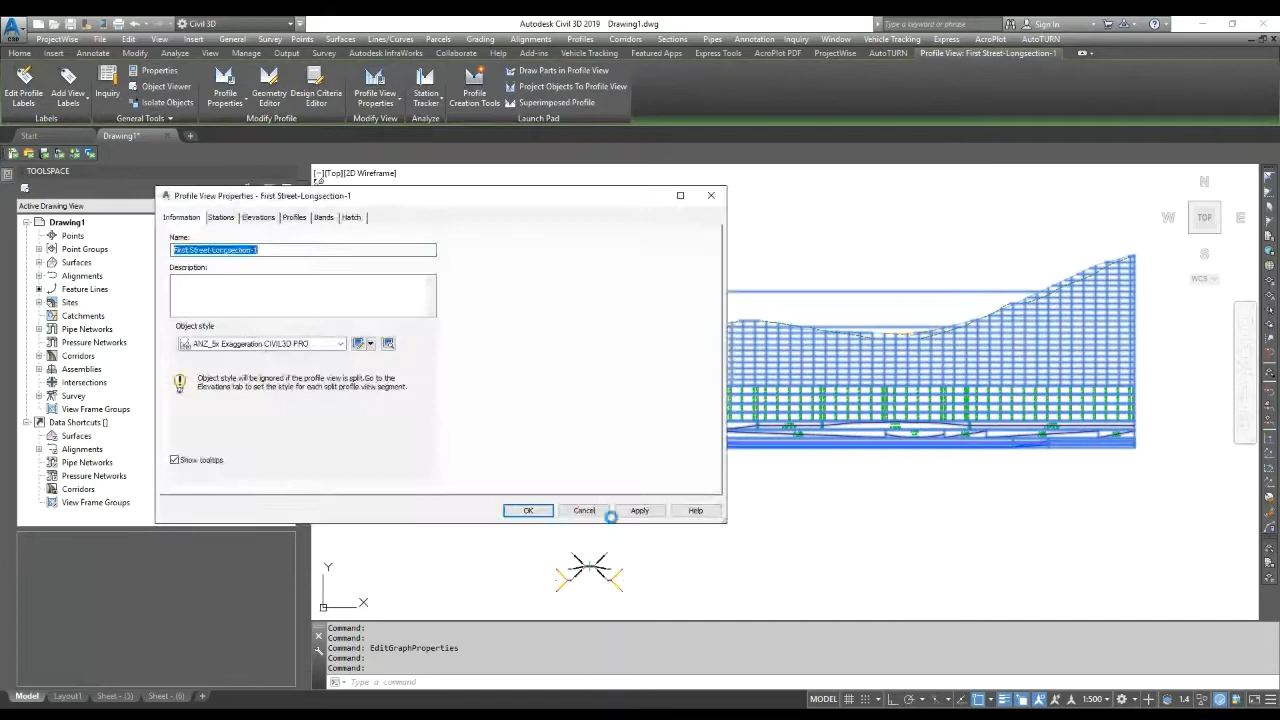 Civil 3D
Autodesk Civil 3D 2019 Drawing1.dwg
Type a keyword or phrase
Sign In
ProjectWise File Edit View Insert General Survey Points Surfaces Lines/Curves Parcels Grading Alignments Profiles Corridors Sections Pipes Annotation Inquiry Window Vehicle Tracking Express AcroPlot AutoTURN
Home Insert Annotate Modify Analyze View Manage Output Survey Autodesk InfraWorks Collaborate Help Add-ins Vehicle Tracking Featured Apps Express Tools AcroPlot PDF ProjectWise AutoTURN Profile View: First Street-Longsection-1
Edit Profile Labels
Add View Labels
Inquiry
Properties
Object Viewer
Isolate Objects
Profile Properties
Geometry Editor
Design Criteria Editor
Profile View Properties
Station Tracker
Profile Creation Tools
Draw Parts in Profile View
Project Objects To Profile View
Superimposed Profile
Labels General Tools Modify Profile Modify View Analyze Launch Pad
Start Drawing1*
TOOLSPACE
Active Drawing View
Drawing1
Points
Point Groups
Surfaces
Alignments
Feature Lines
Sites
Catchments
Pipe Networks
Pressure Networks
Corridors
Assemblies
Intersections
Survey
View Frame Groups
Data Shortcuts []
Surfaces
Alignments
Pipe Networks
Pressure Networks
Corridors
View Frame Groups
[−][Top][2D Wireframe]
Profile View Properties - First Street-Longsection-1
Information Stations Elevations Profiles Bands Hatch
Name:
First Street-Longsection-1
Description:
Object style
ANZ_5x Exaggeration CIVIL3D PRO
Object style will be ignored if the profile view is split.Go to the
Elevations tab to set the style for each split profile view segment.
Show tooltips
OK Cancel Apply Help
N
W TOP E
S
WCS
Y
X
Command:
Command:
Command: EditGraphProperties
Command:
Command:
Type a command
Model Layout1 Sheet - (5) Sheet - (6) +
MODEL 1:500 1.4